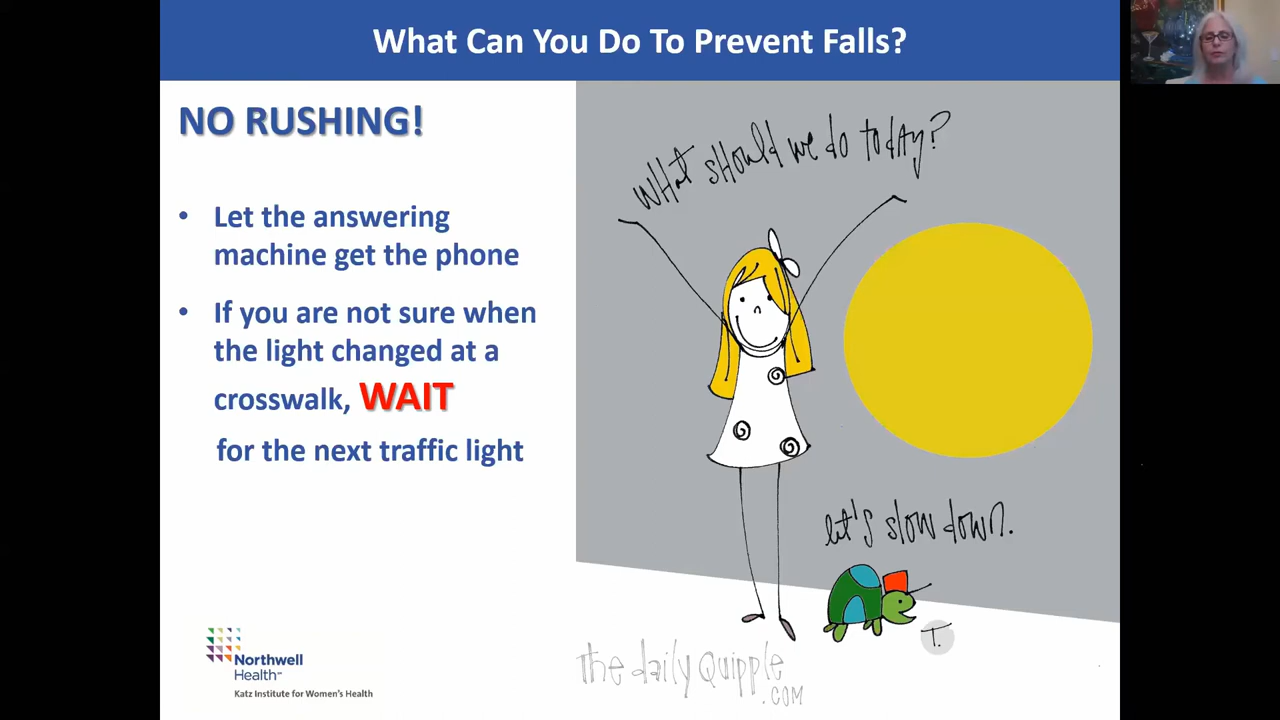 What Can You Do To Prevent Falls?
NO RUSHING!
• Let the answering
machine get the phone
• If you are not sure when
the light changed at a
crosswalk, WAIT
for the next traffic light
What should we do today?
let's slow down.
T.
the daily Quipple
.COM
Northwell
Health℠
Katz Institute for Women's Health